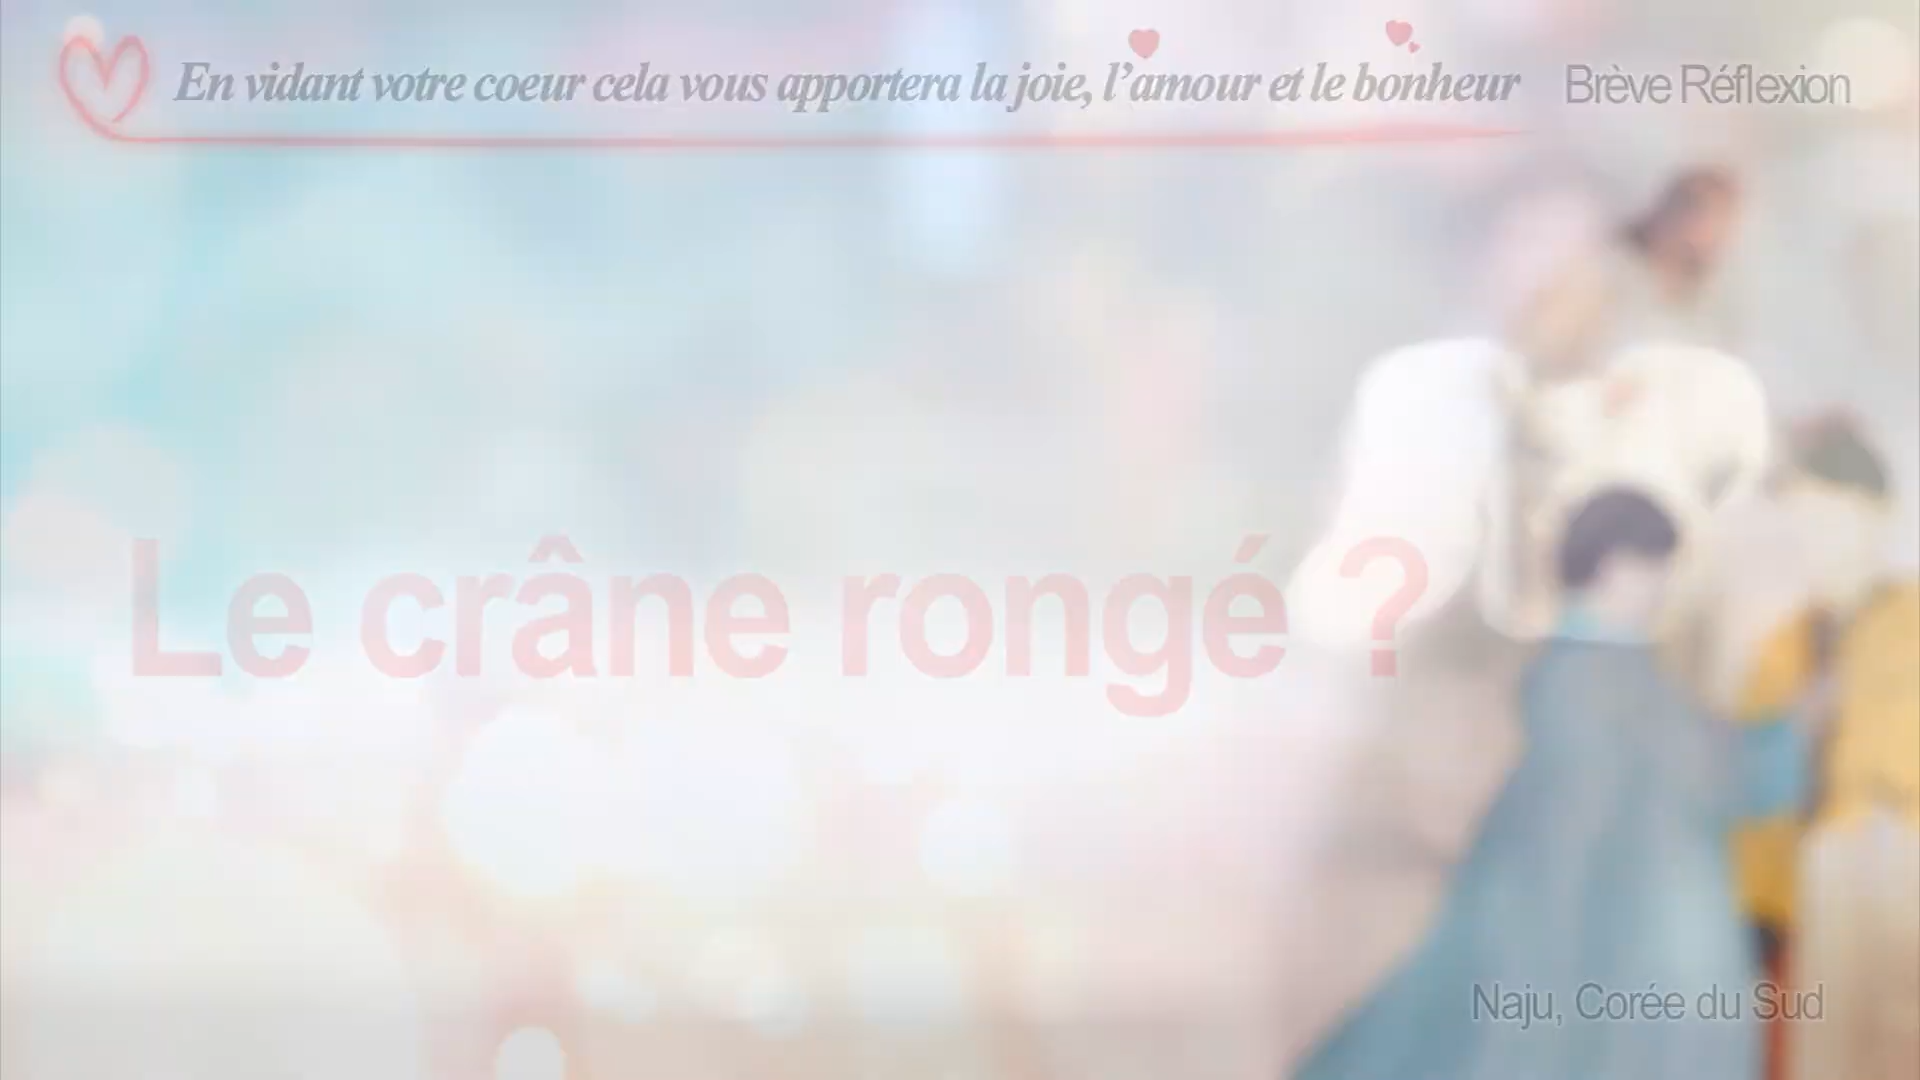 En vidant votre coeur cela vous apportera la joie, l’amour et le bonheur
Brève Réflexion
Le crâne rongé ?
Naju, Corée du Sud